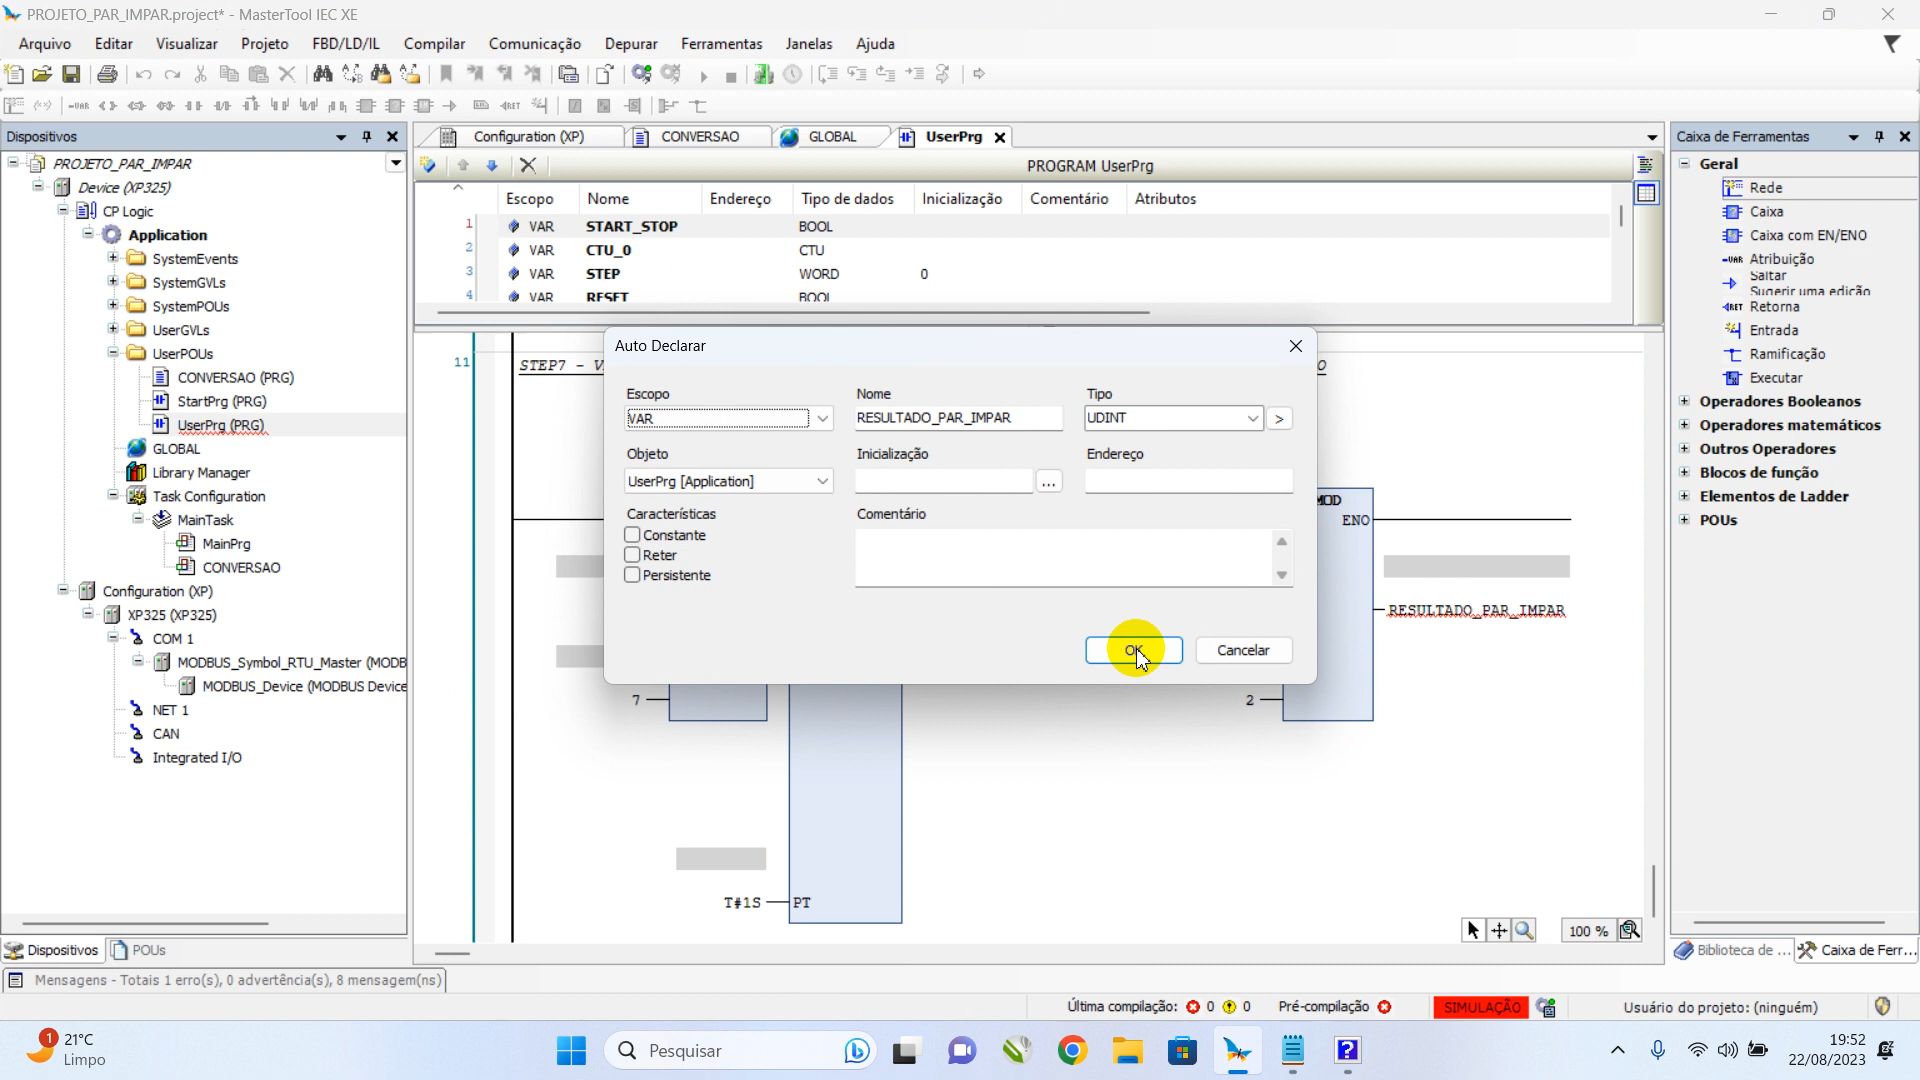 PROJETO_PAR_IMPAR.project* - MasterTool IEC XE
Arquivo Editar Visualizar Projeto FBD/LD/IL Compilar Comunicação Depurar Ferramentas Janelas Ajuda
Dispositivos
PROJETO_PAR_IMPAR
Device (XP325)
CP Logic
Application
SystemEvents
SystemGVLs
SystemPOUs
UserGVLs
UserPOUs
CONVERSAO (PRG)
StartPrg (PRG)
UserPrg (PRG)
GLOBAL
Library Manager
Task Configuration
MainTask
MainPrg
CONVERSAO
Configuration (XP)
XP325 (XP325)
COM 1
MODBUS_Symbol_RTU_Master (MODB
MODBUS_Device (MODBUS Device
NET 1
CAN
Integrated I/O
Dispositivos POUs
Configuration (XP) CONVERSAO GLOBAL UserPrg
PROGRAM UserPrg
Escopo Nome Endereço Tipo de dados Inicialização Comentário Atributos
1 VAR START_STOP BOOL
2 VAR CTU_0 CTU
3 VAR STEP WORD 0
4 VAR RESET BOOL
11 STEP7 - V O
Auto Declarar
Escopo Nome Tipo
VAR RESULTADO_PAR_IMPAR UDINT >
Objeto Inicialização Endereço
UserPrg [Application] ...
Características Comentário
Constante
Reter
Persistente
OK Cancelar
MOD
ENO
RESULTADO_PAR_IMPAR
7 2
T#1S PT
100 %
Caixa de Ferramentas
Geral
Rede
Caixa
Caixa com EN/ENO
-VAR Atribuição
Saltar
Sugerir uma edição
RET Retorna
Entrada
Ramificação
Executar
Operadores Booleanos
Operadores matemáticos
Outros Operadores
Blocos de função
Elementos de Ladder
POUs
Biblioteca de ... Caixa de Ferr...
Mensagens - Totais 1 erro(s), 0 advertência(s), 8 mensagem(ns)
Última compilação: 0 0 Pré-compilação SIMULAÇÃO Usuário do projeto: (ninguém)
1 21°C
Limpo
Pesquisar
19:52
22/08/2023